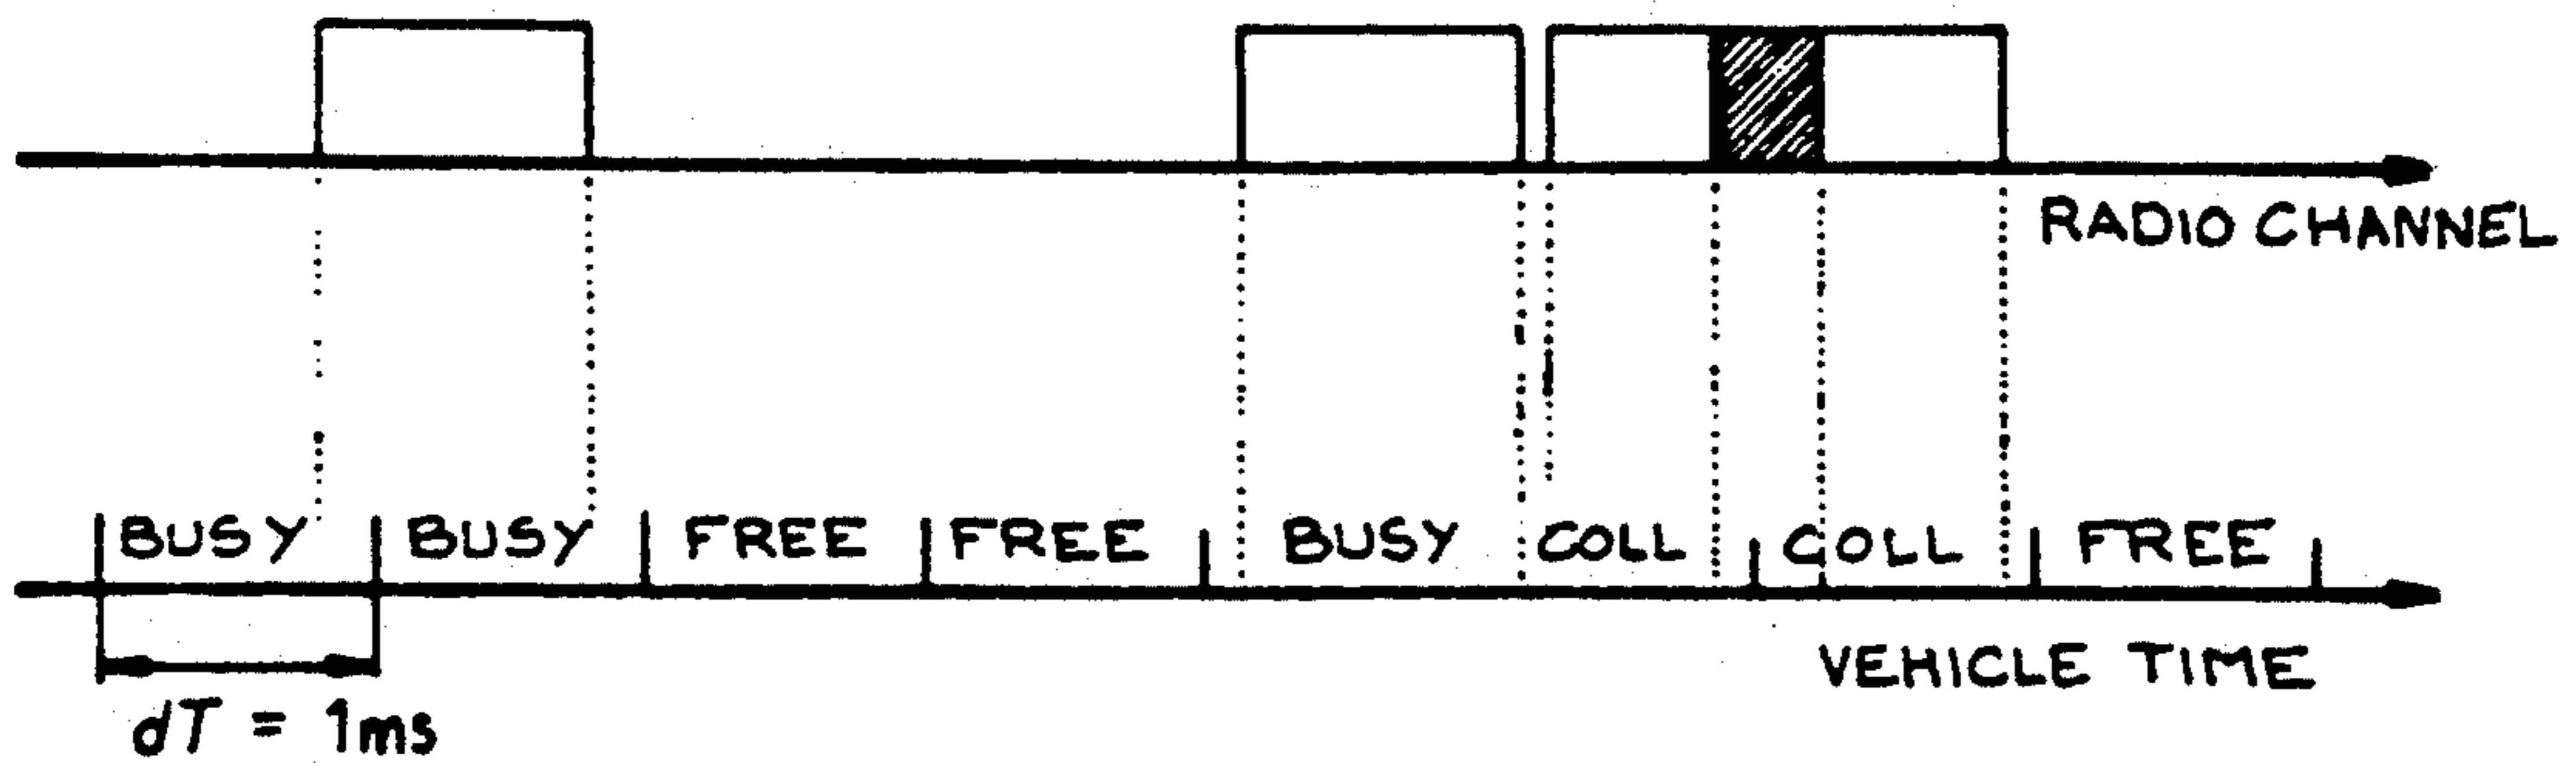 RADIO CHANNEL
BUSY BUSY FREE FREE BUSY COLL COLL FREE
VEHICLE TIME
dT = 1ms